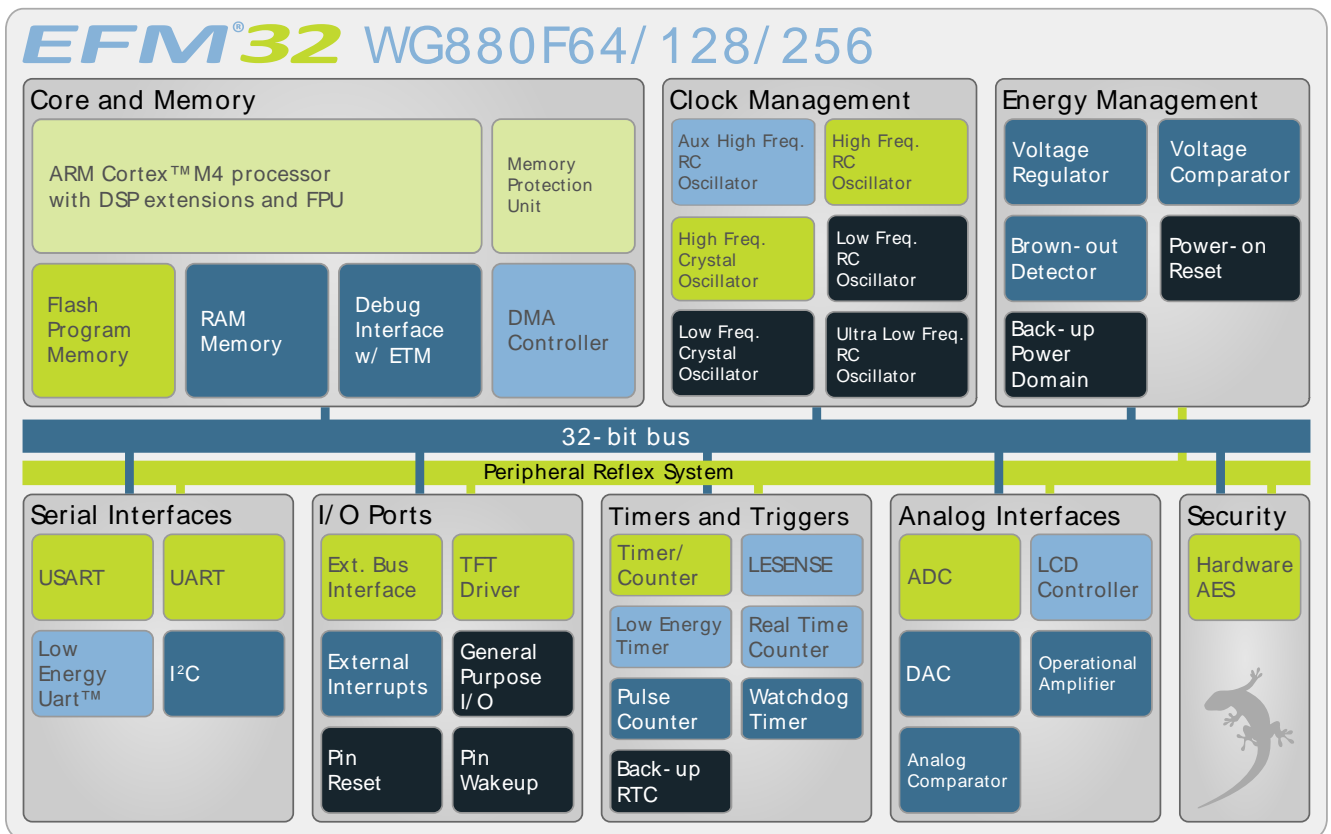 EFM®32 WG880F64/128/256
Core and Memory
ARM Cortex™ M4 processor
with DSP extensions and FPU
Memory
Protection
Unit
Flash
Program
Memory
RAM
Memory
Debug
Interface
w/ ETM
DMA
Controller
Clock Management
Aux High Freq.
RC
Oscillator
High Freq.
RC
Oscillator
High Freq.
Crystal
Oscillator
Low Freq.
RC
Oscillator
Low Freq.
Crystal
Oscillator
Ultra Low Freq.
RC
Oscillator
Energy Management
Voltage
Regulator
Voltage
Comparator
Brown-out
Detector
Power-on
Reset
Back-up
Power
Domain
32-bit bus
Peripheral Reflex System
Serial Interfaces
USART
UART
Low
Energy
Uart™
I²C
I/O Ports
Ext. Bus
Interface
TFT
Driver
External
Interrupts
General
Purpose
I/O
Pin
Reset
Pin
Wakeup
Timers and Triggers
Timer/
Counter
LESENSE
Low Energy
Timer
Real Time
Counter
Pulse
Counter
Watchdog
Timer
Back-up
RTC
Analog Interfaces
ADC
LCD
Controller
DAC
Operational
Amplifier
Analog
Comparator
Security
Hardware
AES